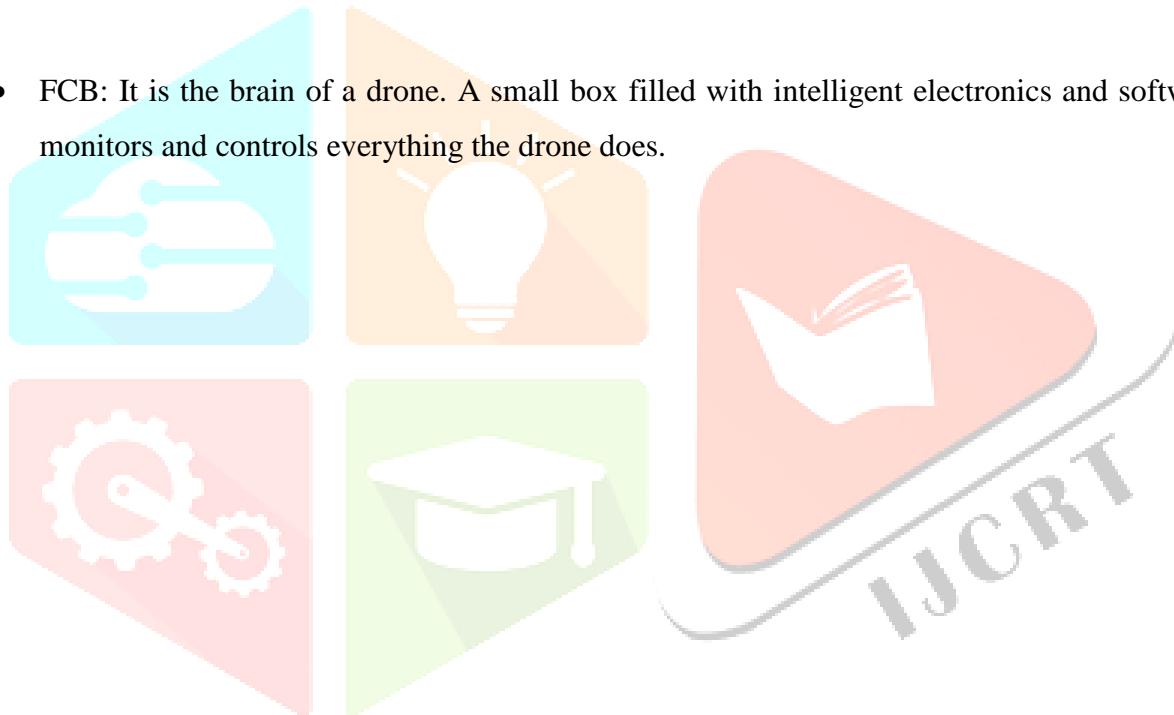 • FCB: It is the brain of a drone. A small box filled with intelligent electronics and
monitors and controls everything the drone does.
IJCRT